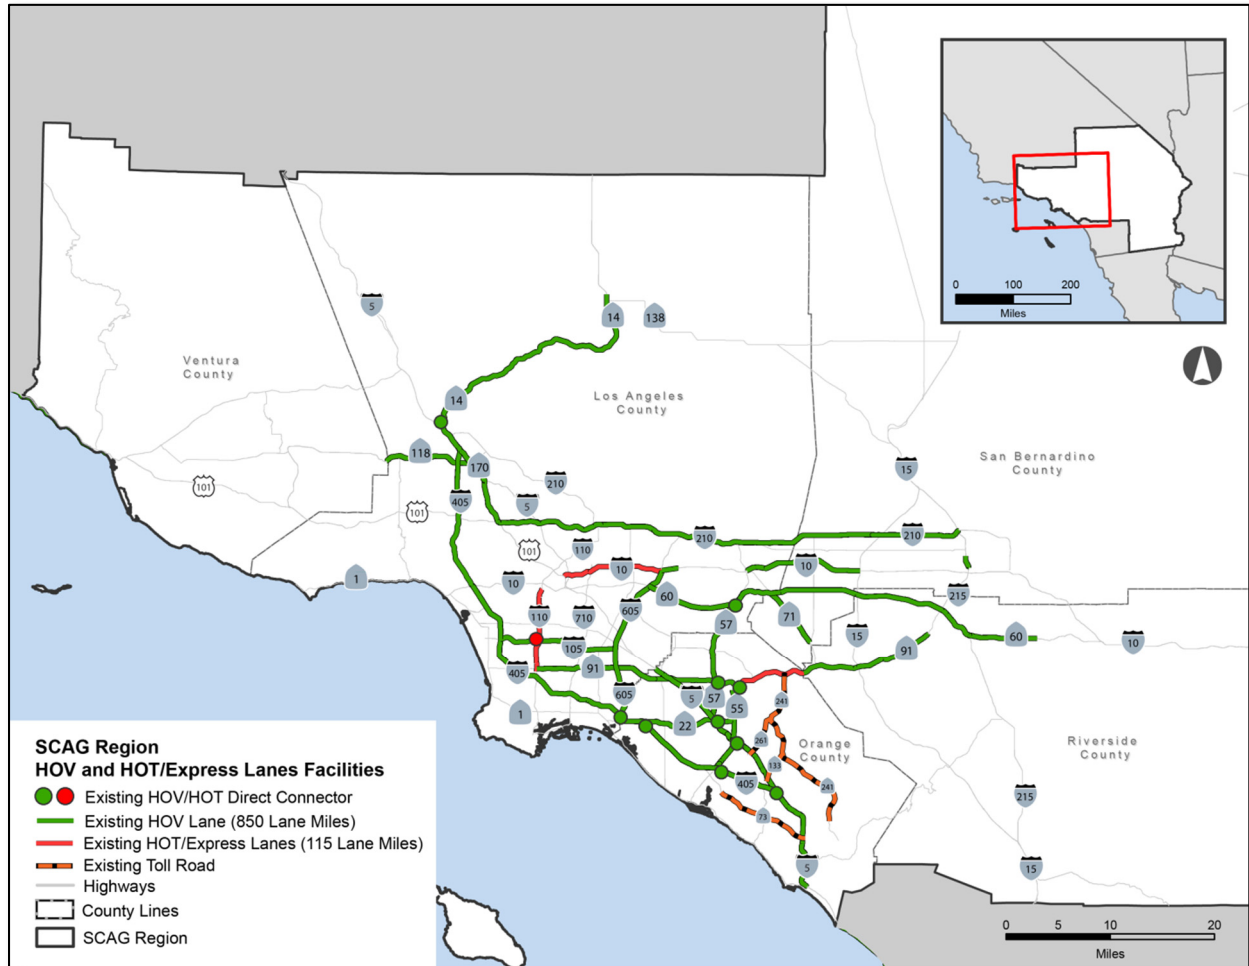 0 100 200
Miles
5
14
138
Ventura
County
14
Los Angeles
County
118
170
San Bernardino
County
15
101
405
210
5
101
210
210
110
101
10
10
10
60
605
110
710
57
71
215
15
60
10
105
91
405
91
605
5
57
55
241
1
1
22
261
Orange
County
133
Riverside
County
405
241
215
73
5
15
SCAG Region
HOV and HOT/Express Lanes Facilities
Existing HOV/HOT Direct Connector
Existing HOV Lane (850 Lane Miles)
Existing HOT/Express Lanes (115 Lane Miles)
Existing Toll Road
Highways
County Lines
SCAG Region
0 5 10 20
Miles